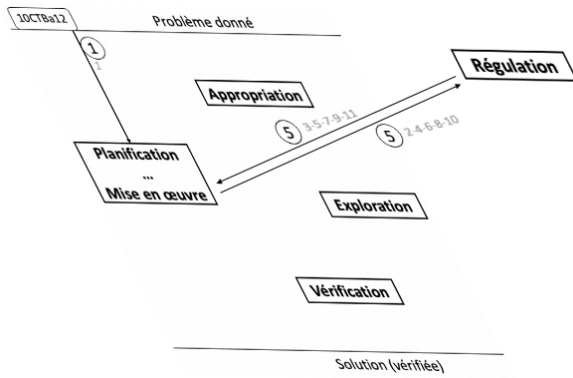 10CTBa12
Problème donné
1
1
Régulation
Appropriation
5 3-5-7-9-11
5 2-4-6-8-10
Planification
...
Mise en œuvre
Exploration
Vérification
Solution (vérifiée)